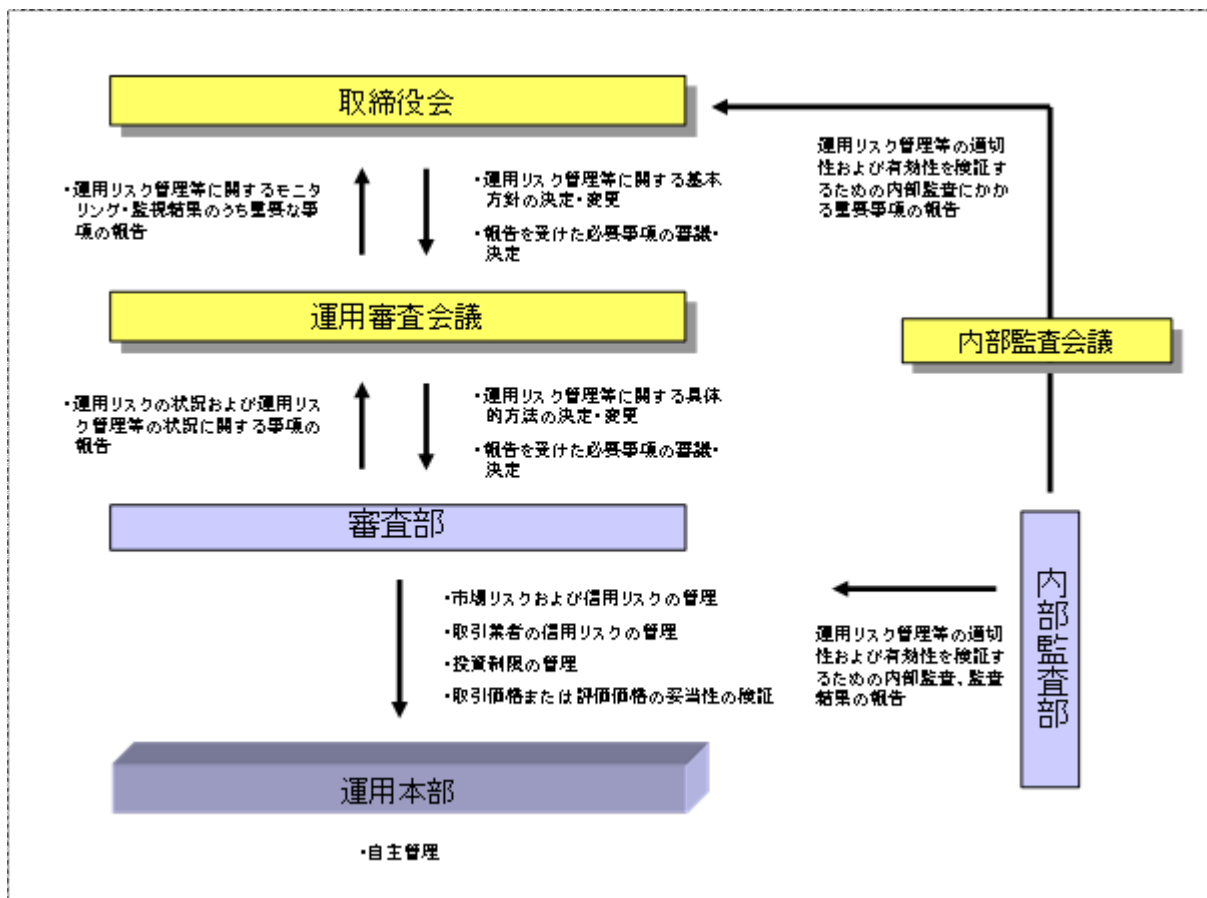 取締役会
・運用リスク管理等に関するモニ
タリング・監視結果のうち重要な事
項の報告
・運用リスク管理等に関する基本
方針の決定・変更
・報告を受けた必要事項の審議・
決定
運用リスク管理等の適切
性および有効性を検証す
るための内部監査にかか
る重要事項の報告
運用審査会議
内部監査会議
・運用リスクの状況および運用リス
ク管理等の状況に関する事項の
報告
・運用リスク管理等に関する具体
的方法の決定・変更
・報告を受けた必要事項の審議・
決定
審査部
内部監査部
・市場リスクおよび信用リスクの管理
・取引業者の信用リスクの管理
・投資制限の管理
・取引価格または評価価格の妥当性の検証
運用リスク管理等の適切
性および有効性を検証す
るための内部監査、監査
結果の報告
運用本部
・自主管理